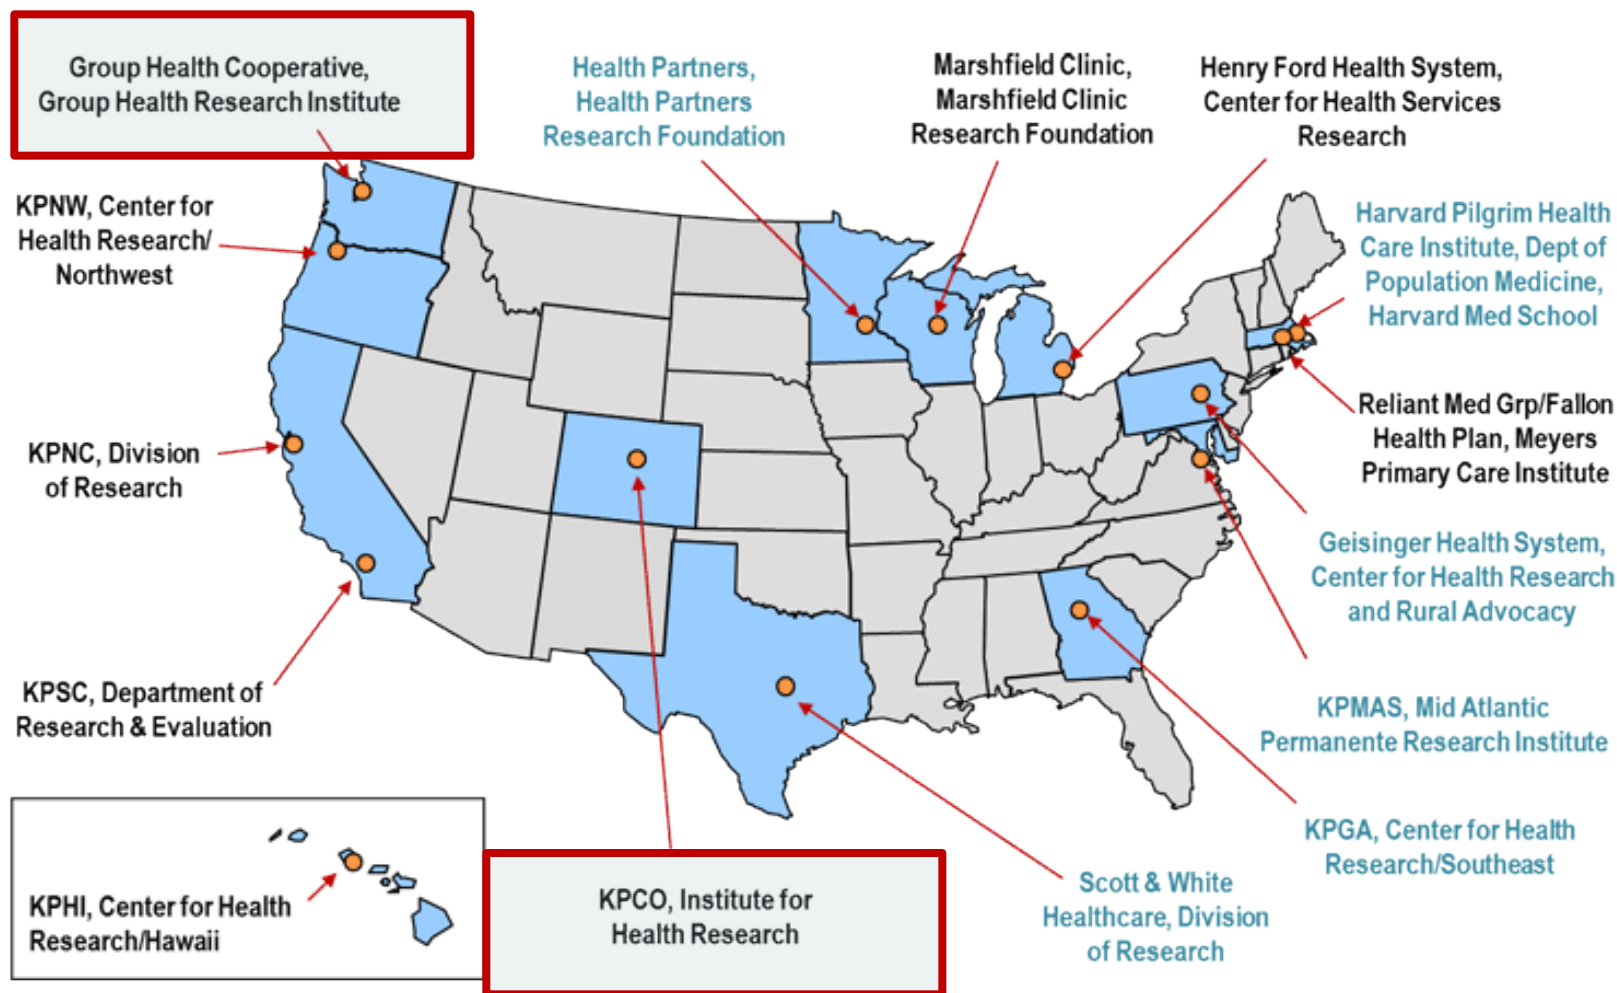 Group Health Cooperative,
Group Health Research Institute
Health Partners,
Health Partners
Research Foundation
Marshfield Clinic,
Marshfield Clinic
Research Foundation
Henry Ford Health System,
Center for Health Services
Research
KPNW, Center for
Health Research/
Northwest
Harvard Pilgrim Health
Care Institute, Dept of
Population Medicine,
Harvard Med School
Reliant Med Grp/Fallon
Health Plan, Meyers
Primary Care Institute
KPNC, Division
of Research
Geisinger Health System,
Center for Health Research
and Rural Advocacy
KPSC, Department of
Research & Evaluation
KPMAS, Mid Atlantic
Permanente Research Institute
KPGA, Center for Health
Research/Southeast
KPHI, Center for Health
Research/Hawaii
KPCO, Institute for
Health Research
Scott & White
Healthcare, Division
of Research